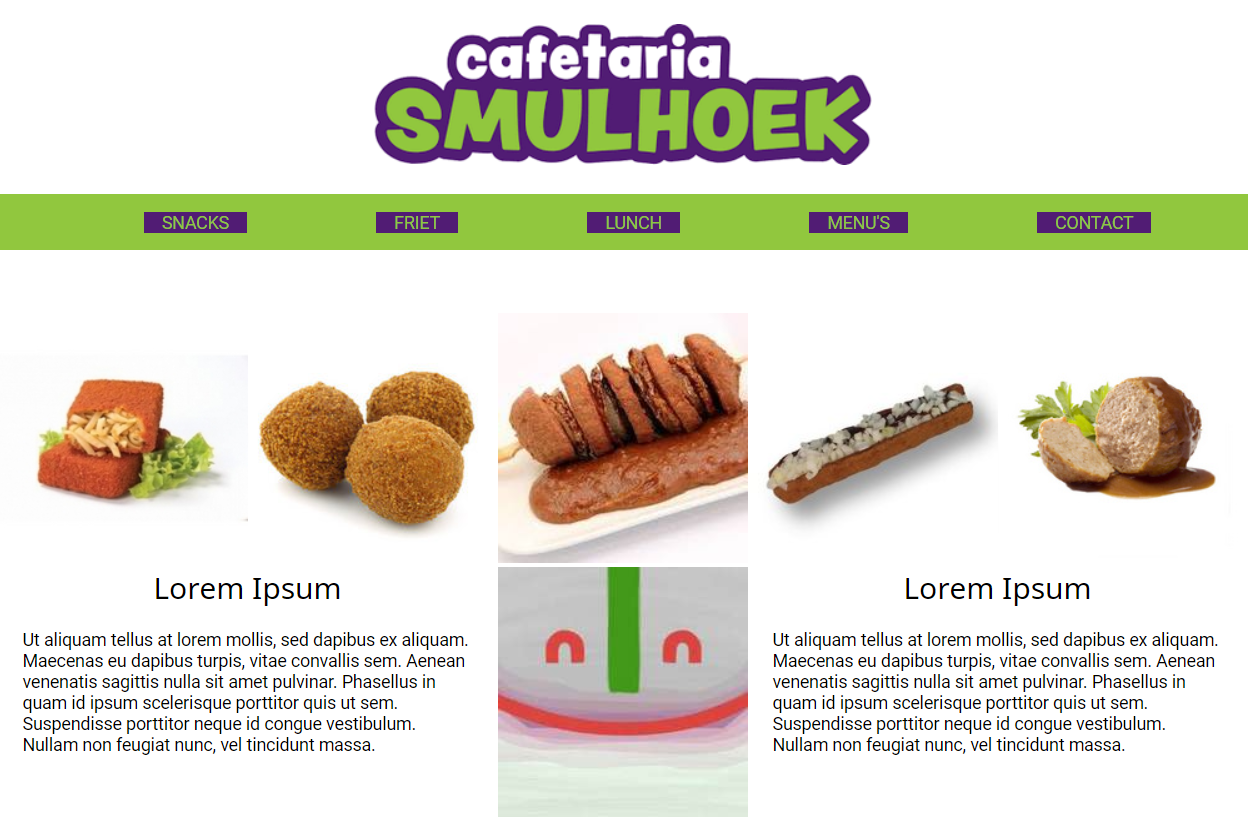 cafetaria
SMULHOEK
SNACKS FRIET LUNCH MENU'S CONTACT
Lorem Ipsum
Ut aliquam tellus at lorem mollis, sed dapibus ex aliquam.
Maecenas eu dapibus turpis, vitae convallis sem. Aenean
venenatis sagittis nulla sit amet pulvinar. Phasellus in
quam id ipsum scelerisque porttitor quis ut sem.
Suspendisse porttitor neque id congue vestibulum.
Nullam non feugiat nunc, vel tincidunt massa.
Lorem Ipsum
Ut aliquam tellus at lorem mollis, sed dapibus ex aliquam.
Maecenas eu dapibus turpis, vitae convallis sem. Aenean
venenatis sagittis nulla sit amet pulvinar. Phasellus in
quam id ipsum scelerisque porttitor quis ut sem.
Suspendisse porttitor neque id congue vestibulum.
Nullam non feugiat nunc, vel tincidunt massa.